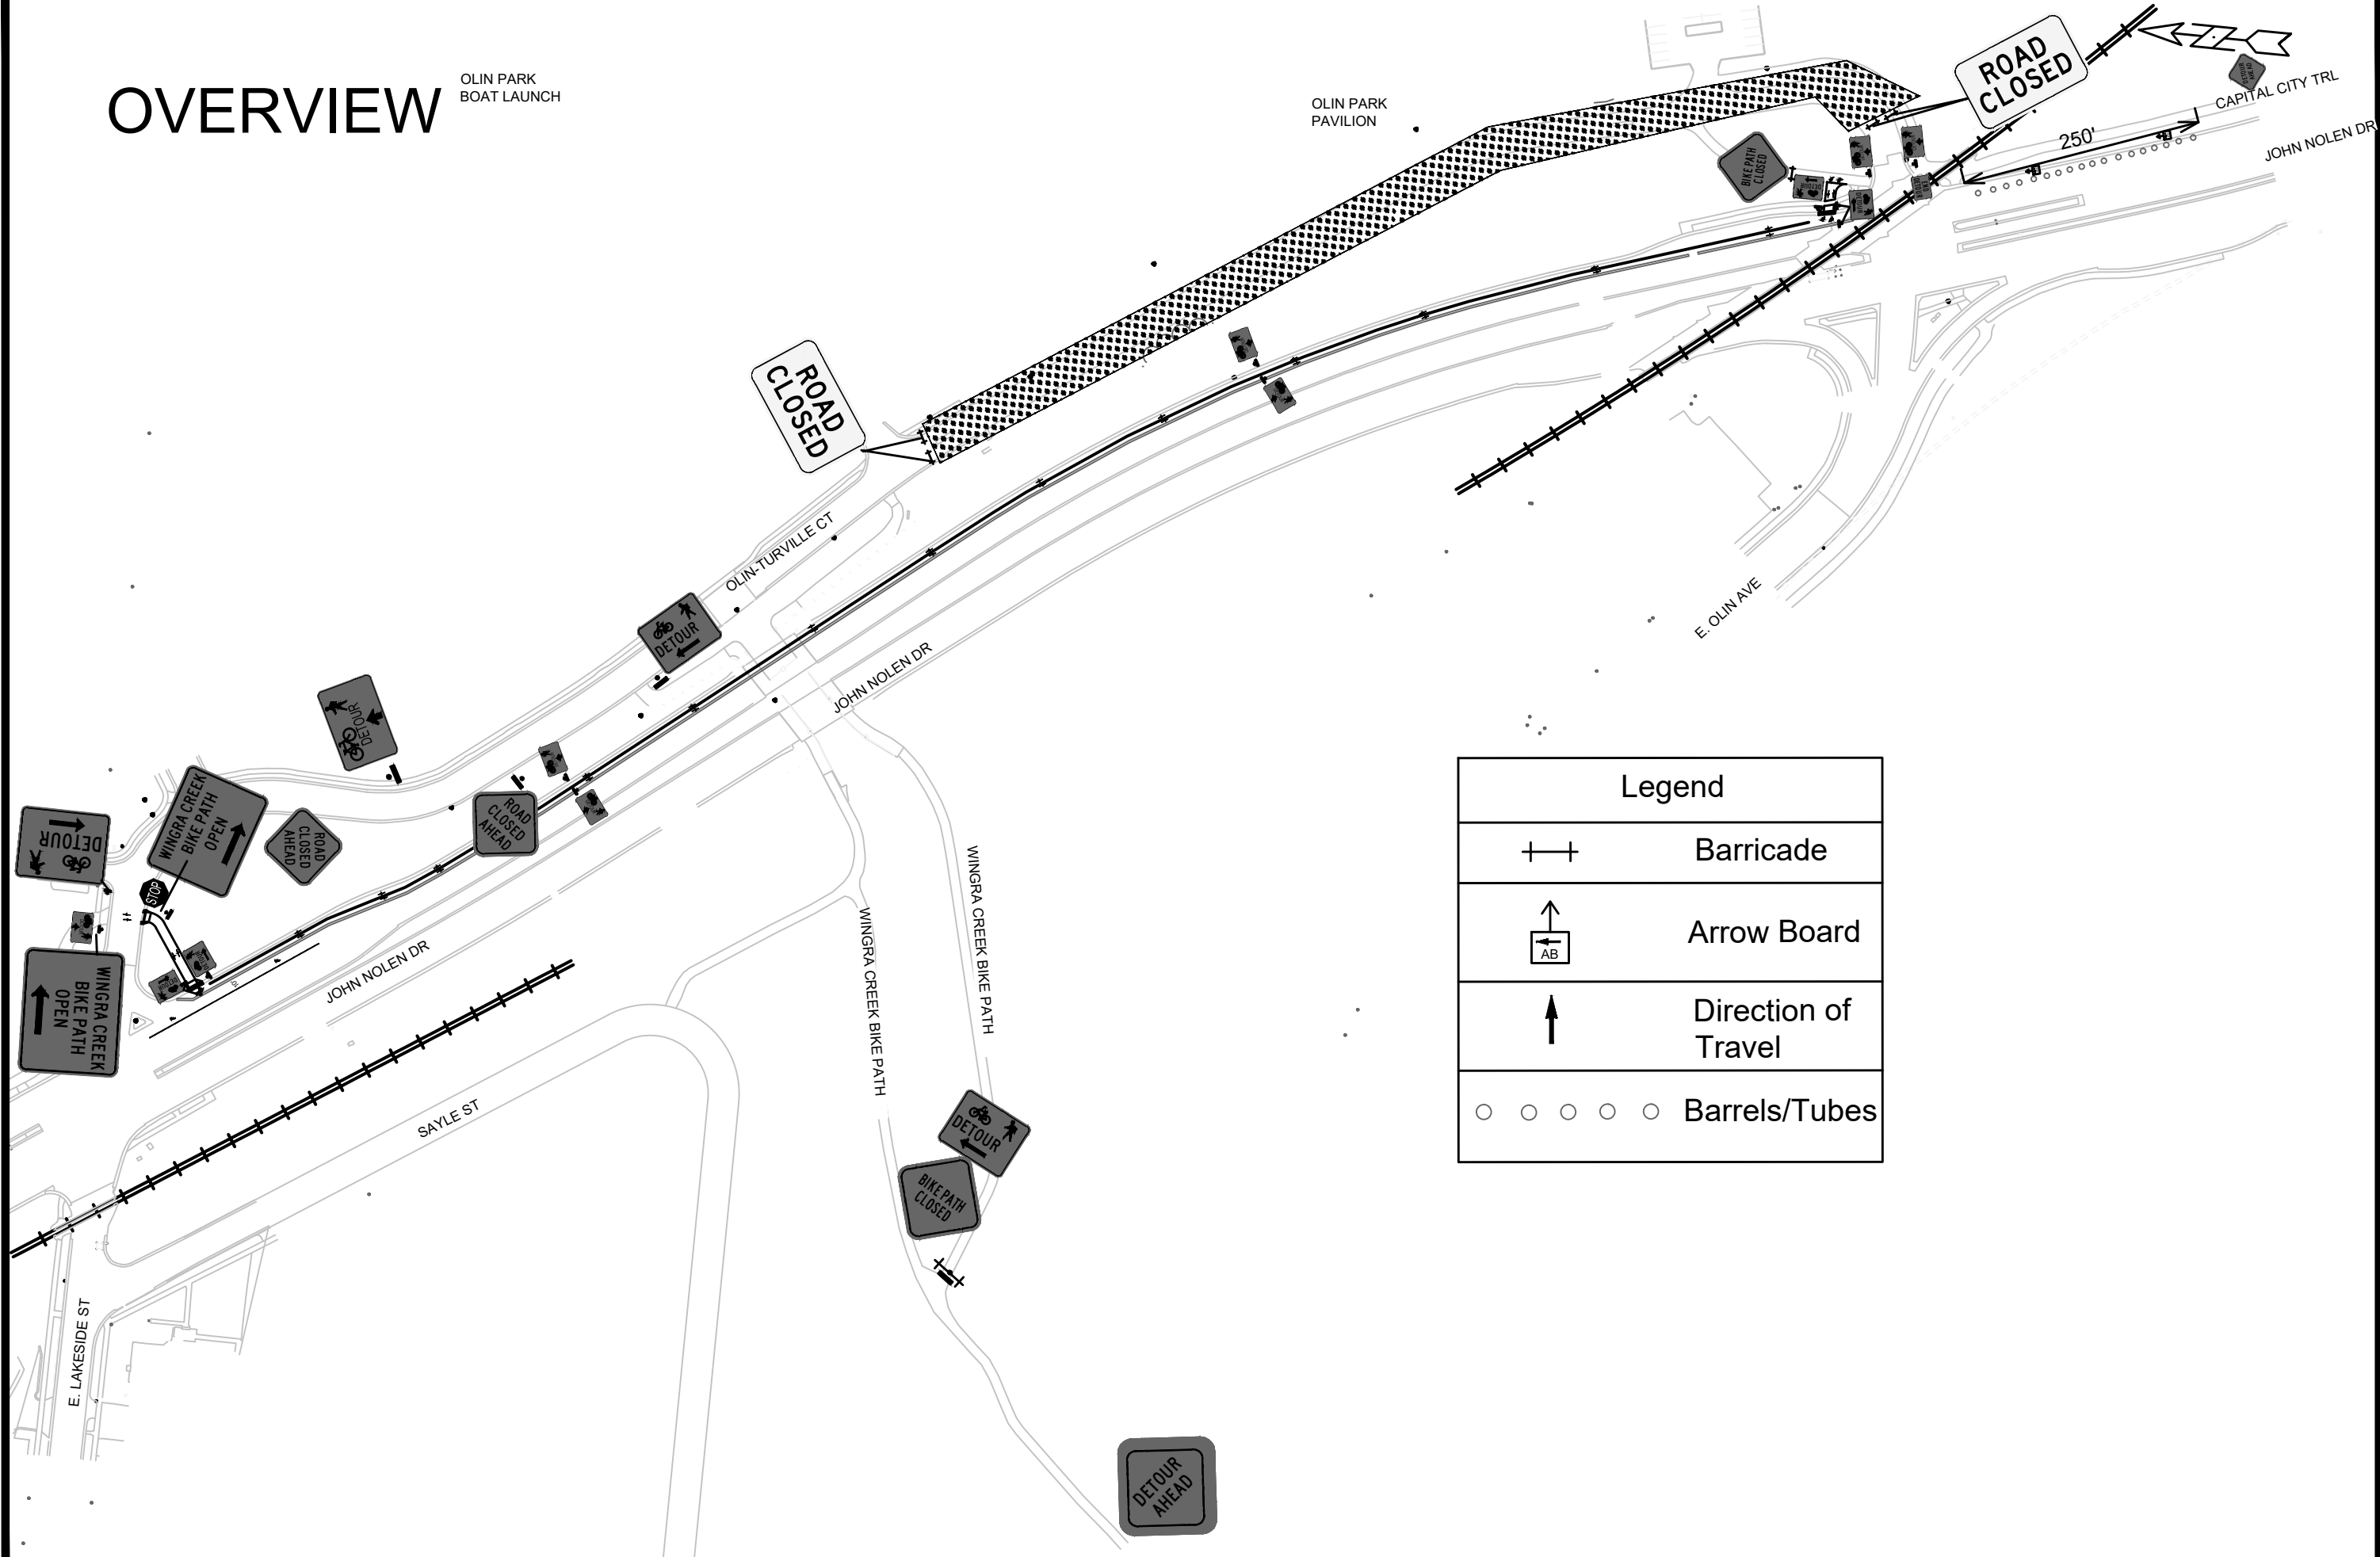 OVERVIEW
OLIN PARK
BOAT LAUNCH
OLIN PARK
PAVILION
ROAD
CLOSED
CAPITAL CITY TRL
250'
JOHN NOLEN DR
BIKE PATH
CLOSED
ROAD
CLOSED
OLIN-TURVILLE CT
DETOUR
E. OLIN AVE
JOHN NOLEN DR
DETOUR
WINGRA CREEK
BIKE PATH
OPEN
ROAD
CLOSED
AHEAD
ROAD
CLOSED
AHEAD
DETOUR
STOP
WINGRA CREEK
BIKE PATH
OPEN
JOHN NOLEN DR
WINGRA CREEK BIKE PATH
WINGRA CREEK BIKE PATH
SAYLE ST
DETOUR
BIKE PATH
CLOSED
E. LAKESIDE ST
DETOUR
AHEAD
Legend
Barricade
AB
Arrow Board
Direction of
Travel
Barrels/Tubes